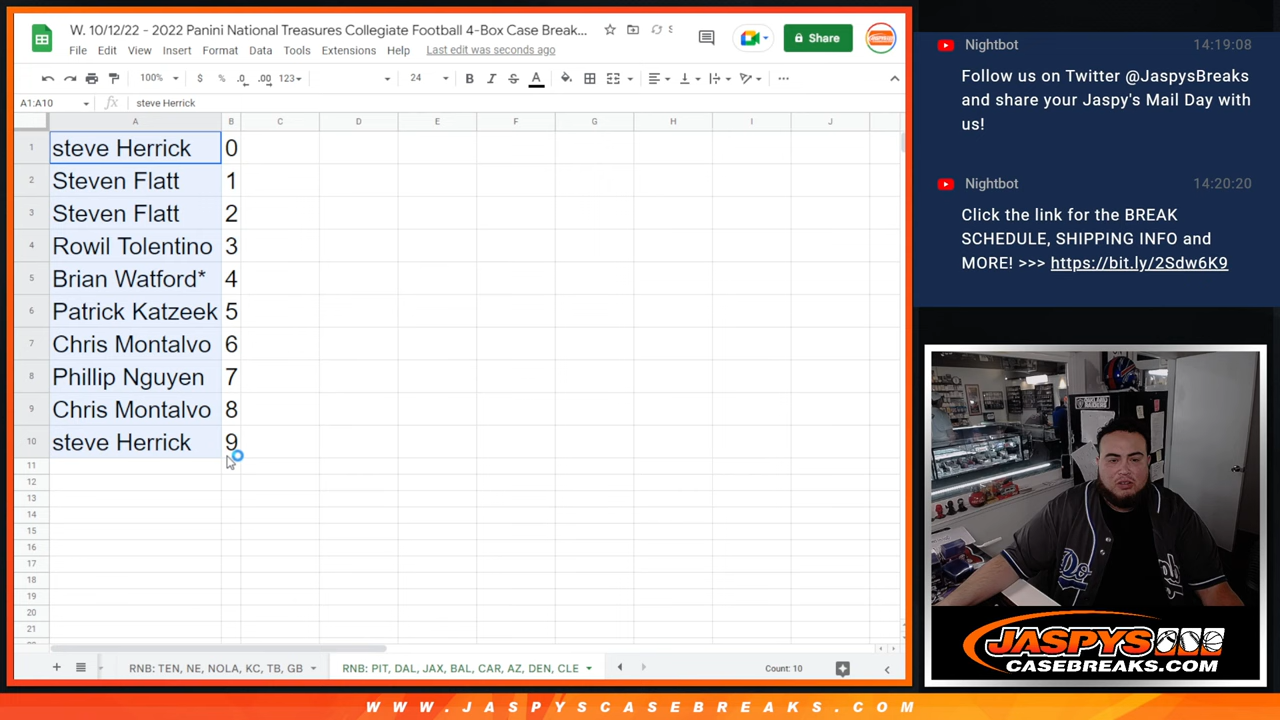 W. 10/12/22 - 2022 Panini National Treasures Collegiate Football 4-Box Case Break...
Share
File Edit View Format Data Tools Extensions Help Last edit was seconds ago
100% $ % .0 .00 123 24 B I S A
A1:A10 fx steve Herrick
A B C D E F G H I J
1 steve Herrick 0
2 Steven Flatt 1
3 Steven Flatt 2
4 Rowil Tolentino 3
5 Brian Watford* 4
6 Patrick Katzeek 5
7 Chris Montalvo 6
8 Phillip Nguyen 7
9 Chris Montalvo 8
10 steve Herrick 9
11
12
13
14
15
16
17
18
19
20
21
RNB: TEN, NE, NOLA, KC, TB, GB RNB: PIT, DAL, JAX, BAL, CAR, AZ, DEN, CLE Count: 10
Nightbot 14:19:08
Follow us on Twitter @JaspysBreaks
and share your Jaspy's Mail Day with
us!
Nightbot 14:20:20
Click the link for the BREAK
SCHEDULE, SHIPPING INFO and
MORE! >>> https://bit.ly/2Sdw6K9
JASPYS
CASEBREAKS.COM
WWW.JASPYSCASEBREAKS.COM